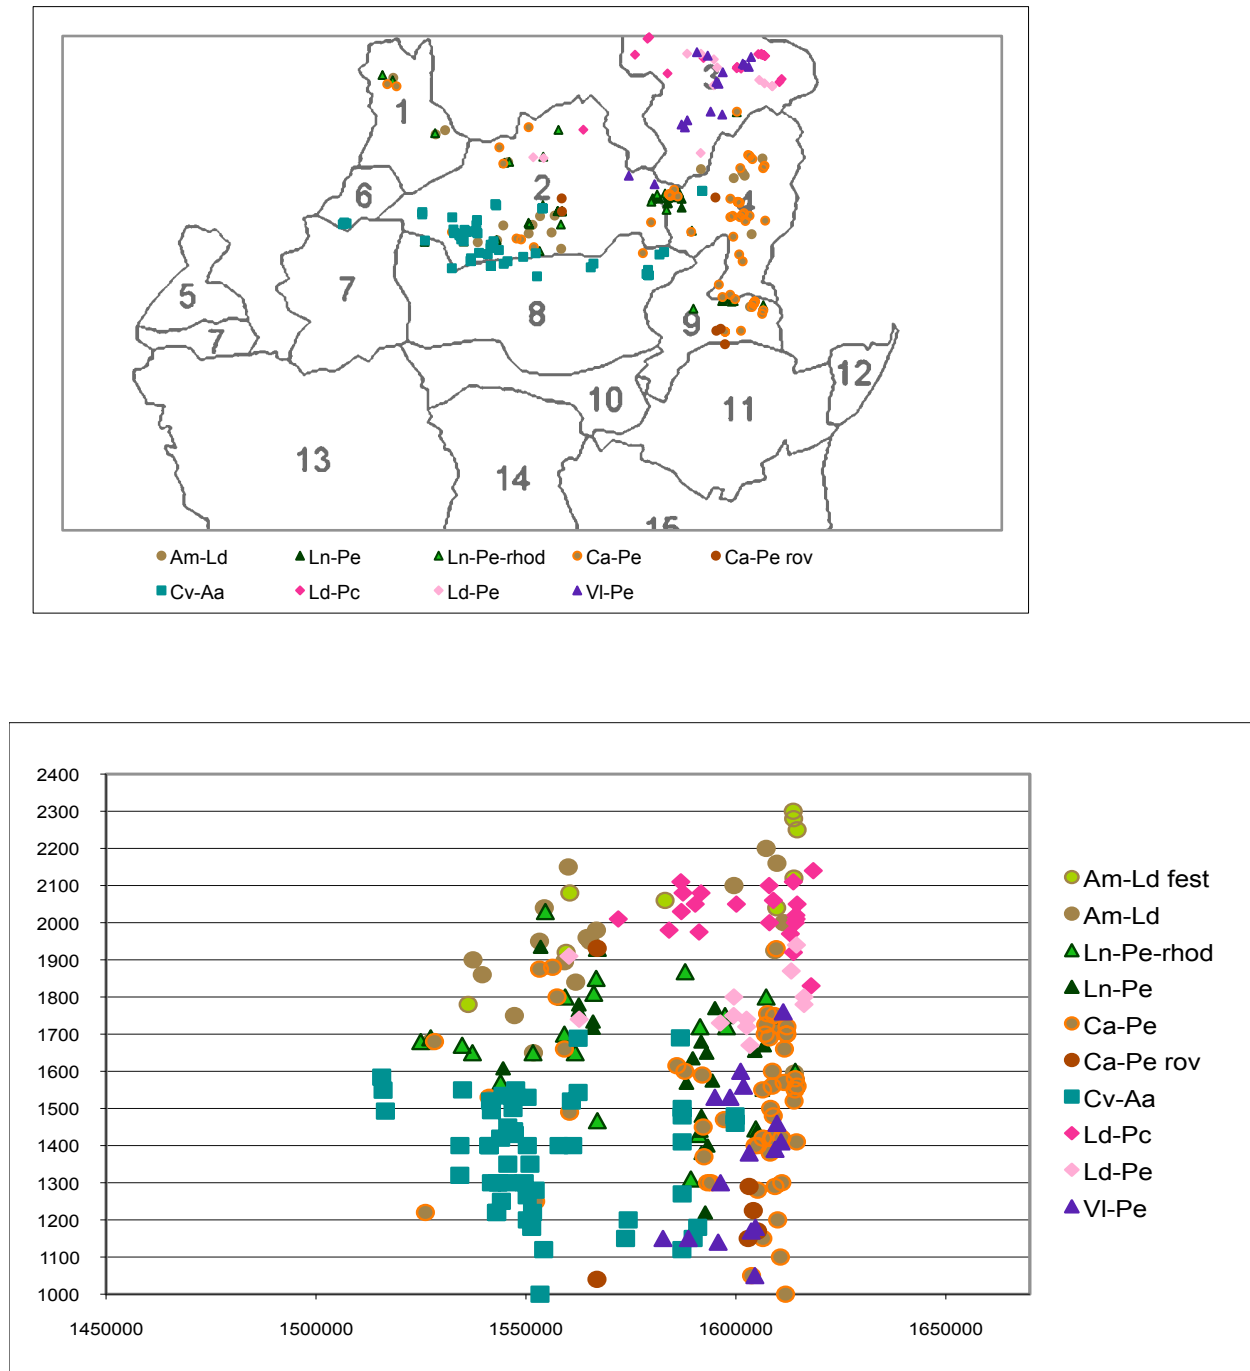 3
1
6
2
4
5
7
7
8
9
12
10
11
13
14
15
Am-Ld Ln-Pe Ln-Pe-rhod Ca-Pe Ca-Pe rov
Cv-Aa Ld-Pc Ld-Pe Vl-Pe
2400
2300
2200
2100
2000
1900
1800
1700
1600
1500
1400
1300
1200
1100
1000
1450000 1500000 1550000 1600000 1650000
Am-Ld fest
Am-Ld
Ln-Pe-rhod
Ln-Pe
Ca-Pe
Ca-Pe rov
Cv-Aa
Ld-Pc
Ld-Pe
Vl-Pe